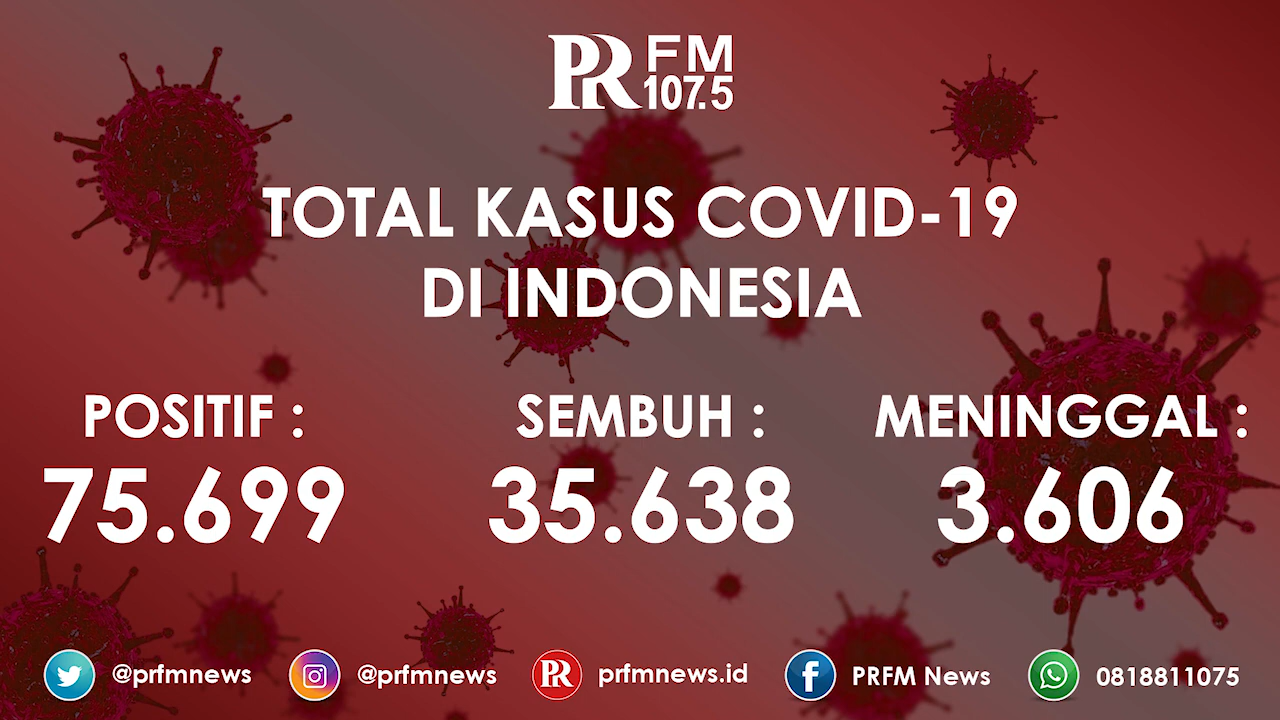 PR FM
107.5
TOTAL KASUS COVID-19
DI INDONESIA
POSITIF :
75.699
SEMBUH :
35.638
MENINGGAL :
3.606
@prfmnews
@prfmnews
PR
prfmnews.id
PRFM News
0818811075